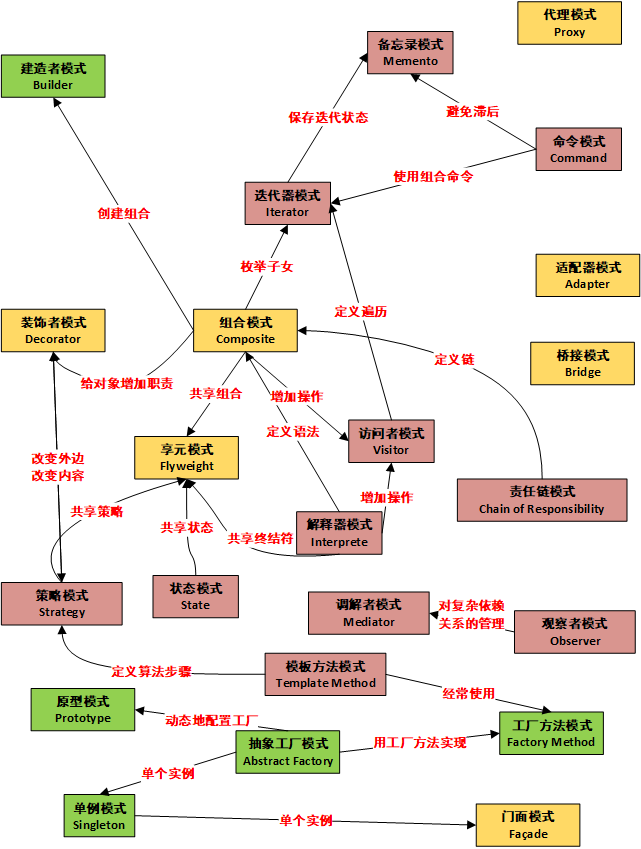 代理模式
Proxy
备忘录模式
Memento
建造者模式
Builder
保存迭代状态
避免滞后
命令模式
Command
使用组合命令
迭代器模式
Iterator
创建组合
枚举子女
适配器模式
Adapter
装饰者模式
Decorator
组合模式
Composite
定义遍历
桥接模式
Bridge
定义链
给对象增加职责
共享组合
增加操作
定义语法
访问者模式
Visitor
享元模式
Flyweight
改变外边
改变内容
责任链模式
Chain of Responsibility
增加操作
共享策略
共享状态
共享终结符
解释器模式
Interprete
策略模式
Strategy
状态模式
State
调解者模式
Mediator
对复杂依赖
关系的管理
观察者模式
Observer
定义算法步骤
模板方法模式
Template Method
经常使用
原型模式
Prototype
动态地配置工厂
工厂方法模式
Factory Method
抽象工厂模式
Abstract Factory
用工厂方法实现
单个实例
单例模式
Singleton
单个实例
门面模式
Façade